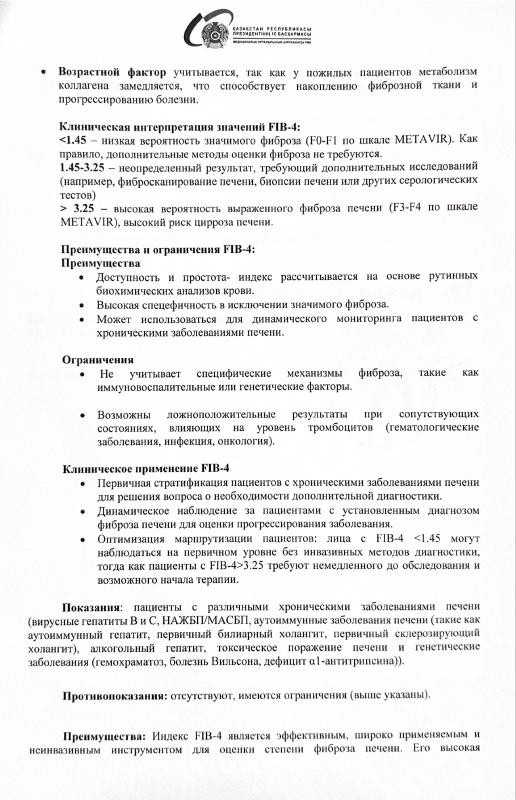 ҚАЗАҚСТАН РЕСПУБЛИКАСЫ
ПРЕЗИДЕНТІНІҢ ІС БАСҚАРМАСЫ
• Возрастной фактор учитывается, так как у пожилых пациентов метаболизм
коллагена замедляется, что способствует накоплению фиброзной ткани и
прогрессированию болезни.
Клиническая интерпретация значений FIB-4:
<1.45 – низкая вероятность значимого фиброза (F0-F1 по шкале METAVIR). Как
правило, дополнительные методы оценки фиброза не требуются.
1.45-3.25 – неопределенный результат, требующий дополнительных исследований
(например, фибросканирование печени, биопсии печени или других серологических
тестов)
> 3.25 – высокая вероятность выраженного фиброза печени (F3-F4 по шкале
METAVIR), высокий риск цирроза печени.
Преимущества и ограничения FIB-4:
Преимущества
• Доступность и простота- индекс рассчитывается на основе рутинных
биохимических анализов крови.
• Высокая спецефичность в исключении значимого фиброза.
• Может использоваться для динамического мониторинга пациентов с
хроническими заболеваниями печени.
Ограничения
• Не учитывает специфические механизмы фиброза, такие как
иммуновоспалительные или генетические факторы.
• Возможны ложноположительные результаты при сопутствующих
состояниях, влияющих на уровень тромбоцитов (гематологические
заболевания, инфекция, онкология).
Клиническое применение FIB-4
• Первичная стратификация пациентов с хроническими заболеваниями печени
для решения вопроса о необходимости дополнительной диагностики.
• Динамическое наблюдение за пациентами с установленным диагнозом
фиброза печени для оценки прогрессирования заболевания.
• Оптимизация маршрутизации пациентов: лица с FIB-4 <1.45 могут
наблюдаться на первичном уровне без инвазивных методов диагностики,
тогда как пациенты с FIB-4>3.25 требуют немедленного до обследования и
возможного начала терапии.
Показания: пациенты с различными хроническими заболеваниями печени
(вирусные гепатиты В и С, НАЖБП/МАСБП, аутоиммунные заболевания печени (такие как
аутоиммунный гепатит, первичный билиарный холангит, первичный склерозирующий
холангит), алкогольный гепатит, токсическое поражение печени и генетические
заболевания (гемохраматоз, болезнь Вильсона, дефицит α1-антитрипсина)).
Противопоказания: отсутствуют, имеются ограничения (выше указаны).
Преимущества: Индекс FIB-4 является эффективным, широко применяемым и
неинвазивным инструментом для оценки степени фиброза печени. Его высокая